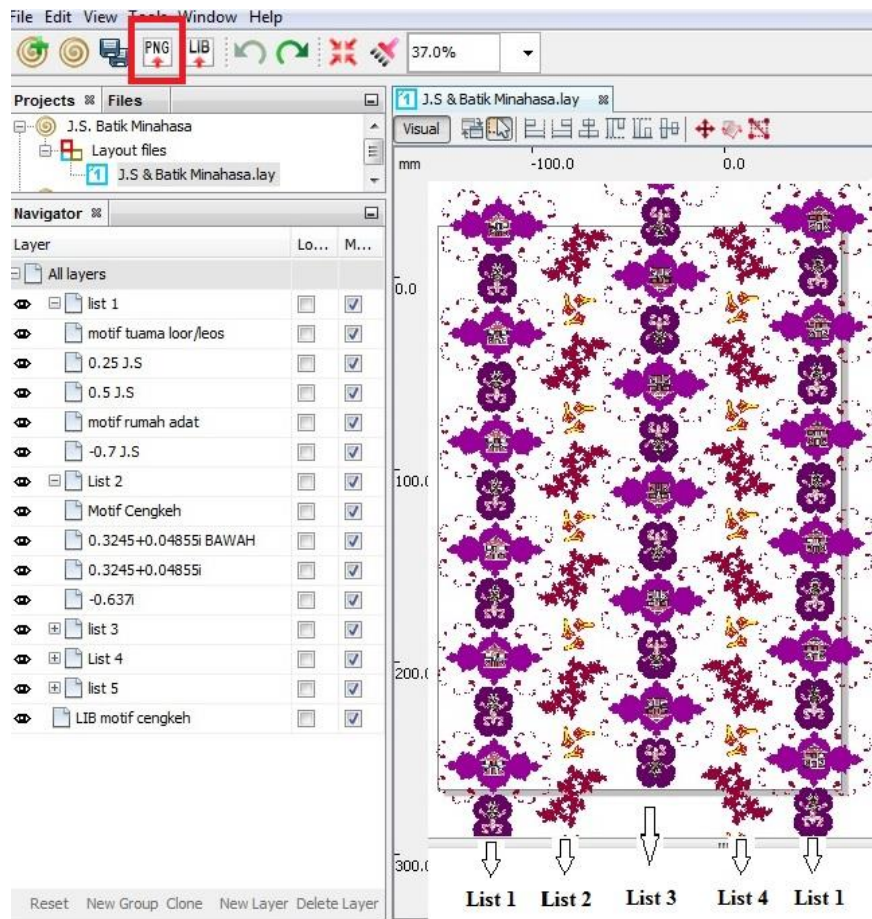 File Edit View Tools Window Help
PNG LIB 37.0%
Projects Files
J.S. Batik Minahasa
Layout files
J.S & Batik Minahasa.lay
Navigator
Layer Lo... M...
All layers
list 1
motif tuama loor/leos
0.25 J.S
0.5 J.S
motif rumah adat
-0.7 J.S
List 2
Motif Cengkeh
0.3245+0.04855i BAWAH
0.3245+0.04855i
-0.637i
list 3
List 4
list 5
LIB motif cengkeh
Reset New Group Clone New Layer Delete Layer
J.S & Batik Minahasa.lay
Visual
mm -100.0 0.0
0.0
100.(
200.(
300.(
List 1 List 2 List 3 List 4 List 1